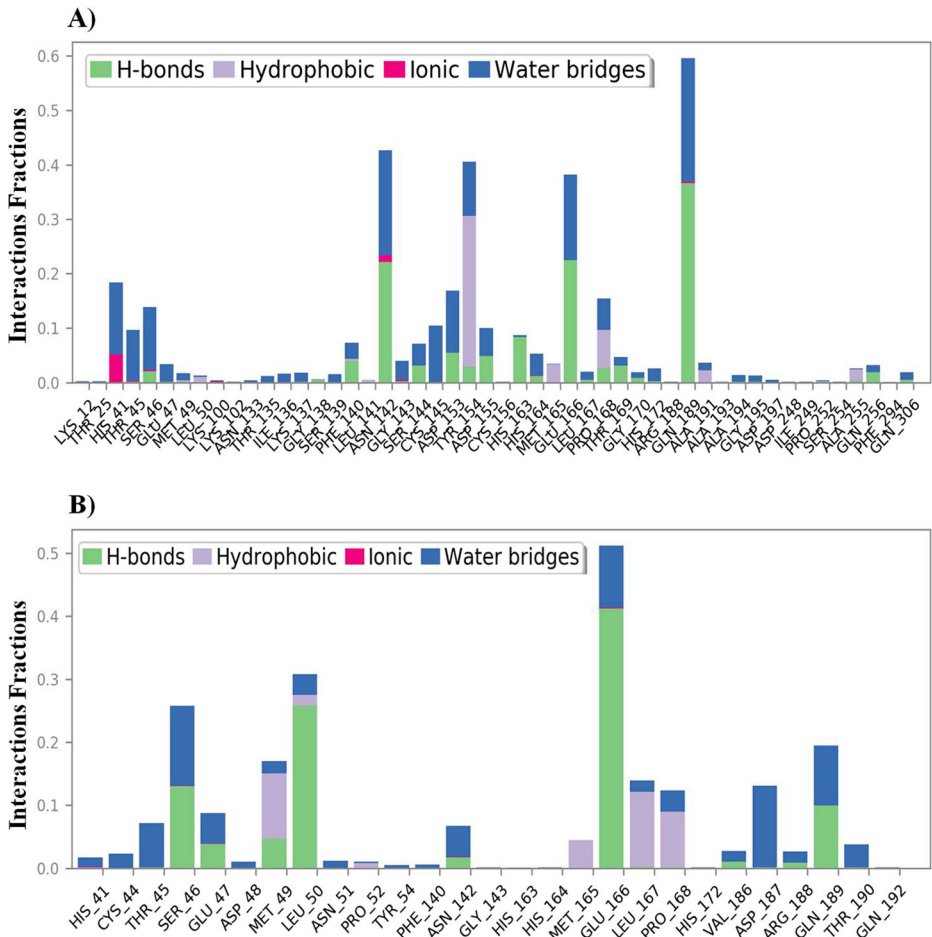 A)
Interactions Fractions
0.6
0.5
0.4
0.3
0.2
0.1
0.0
H-bonds Hydrophobic Ionic Water bridges
LYS_12
THR_25
HIS_41
THR_45
SER_46
GLU_47
MET_49
LEU_50
LYS_100
LYS_102
ASN_133
THR_135
ILE_136
LYS_137
GLY_138
SER_139
PHE_140
LEU_141
ASN_142
GLY_143
SER_144
CYS_145
ASP_153
TYR_154
ASP_155
CYS_156
HIS_163
HIS_164
MET_165
GLU_166
LEU_167
PRO_168
THR_169
GLY_170
HIS_172
ARG_188
GLN_189
ALA_191
ALA_193
ALA_194
GLY_195
ASP_197
ASP_248
ILE_249
PRO_252
SER_254
ALA_255
GLN_256
PHE_294
GLN_306
B)
Interactions Fractions
0.5
0.4
0.3
0.2
0.1
0.0
H-bonds Hydrophobic Ionic Water bridges
HIS_41
CYS_44
THR_45
SER_46
GLU_47
ASP_48
MET_49
LEU_50
ASN_51
PRO_52
TYR_54
PHE_140
ASN_142
GLY_143
HIS_163
HIS_164
MET_165
GLU_166
LEU_167
PRO_168
HIS_172
VAL_186
ASP_187
ARG_188
GLN_189
THR_190
GLN_192